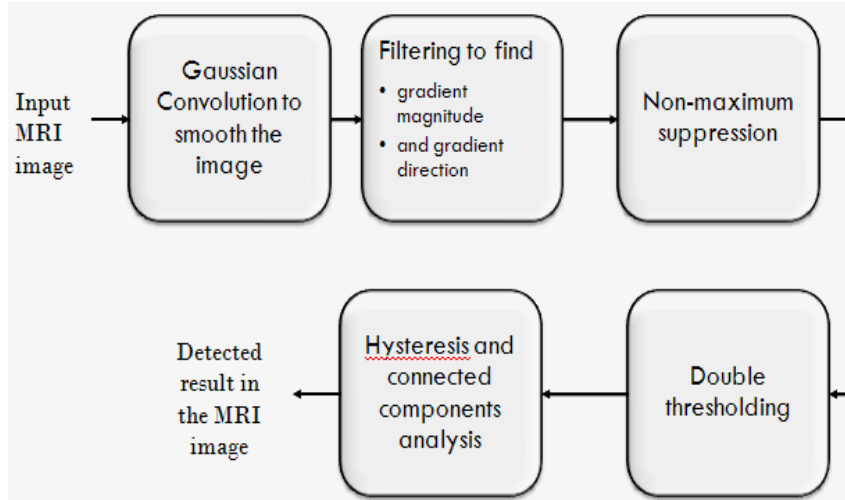 Input
MRI
image
Gaussian
Convolution to
smooth the
image
Filtering to find
• gradient
magnitude
• and gradient
direction
Non-maximum
suppression
Double
thresholding
Hysteresis and
connected
components
analysis
Detected
result in
the MRI
image